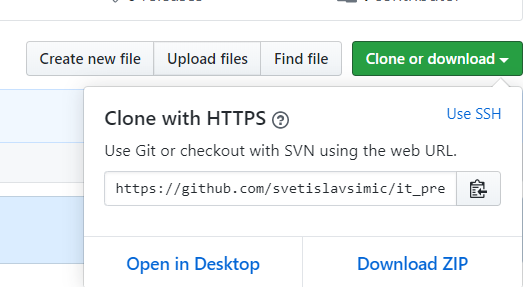 Create new file Upload files Find file Clone or download
Clone with HTTPS Use SSH
Use Git or checkout with SVN using the web URL.
https://github.com/svetislavsimic/it_pre
Open in Desktop Download ZIP